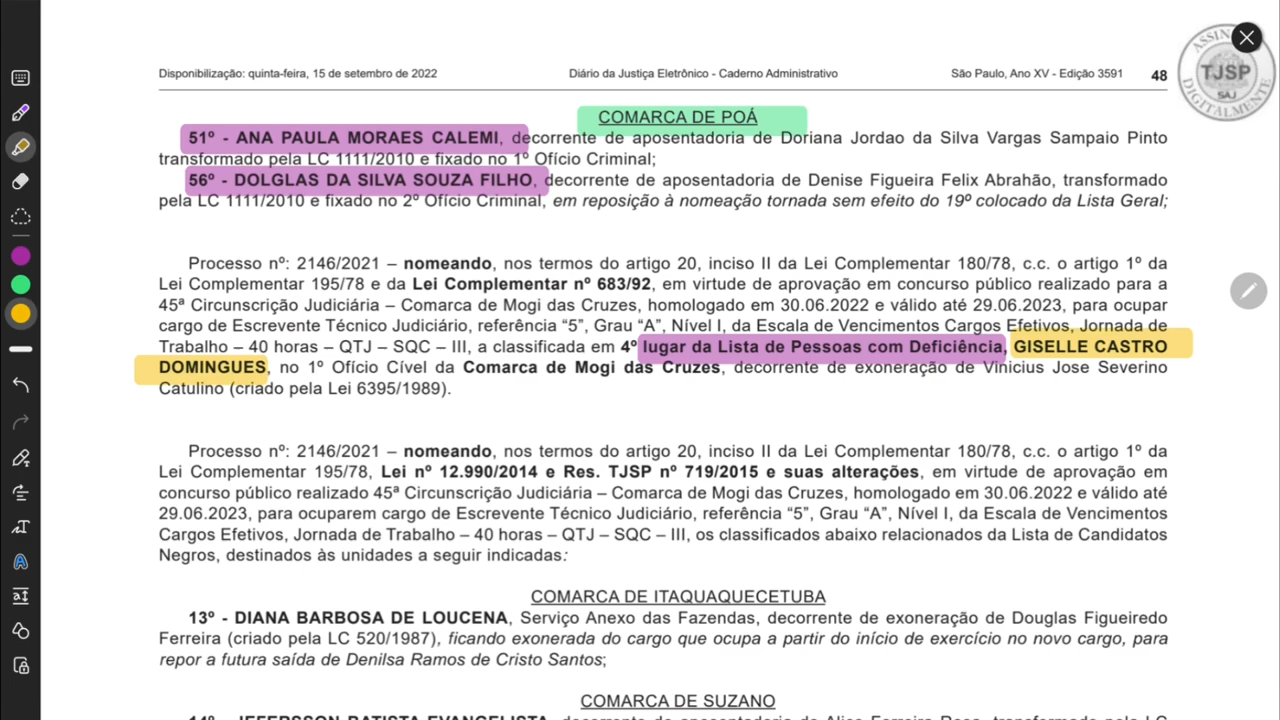 Disponibilização: quinta-feira, 15 de setembro de 2022 Diário da Justiça Eletrônico - Caderno Administrativo São Paulo, Ano XV - Edição 3591 48
ASSINADO
TJSP
SAJ
DIGITALMENTE
COMARCA DE POÁ
51º - ANA PAULA MORAES CALEMI, decorrente de aposentadoria de Doriana Jordao da Silva Vargas Sampaio Pinto
transformado pela LC 1111/2010 e fixado no 1º Ofício Criminal;
56º - DOLGLAS DA SILVA SOUZA FILHO, decorrente de aposentadoria de Denise Figueira Felix Abrahão, transformado
pela LC 1111/2010 e fixado no 2º Ofício Criminal, em reposição à nomeação tornada sem efeito do 19º colocado da Lista Geral;
Processo nº: 2146/2021 – nomeando, nos termos do artigo 20, inciso II da Lei Complementar 180/78, c.c. o artigo 1º da
Lei Complementar 195/78 e da Lei Complementar nº 683/92, em virtude de aprovação em concurso público realizado para a
45ª Circunscrição Judiciária – Comarca de Mogi das Cruzes, homologado em 30.06.2022 e válido até 29.06.2023, para ocupar
cargo de Escrevente Técnico Judiciário, referência “5”, Grau “A”, Nível I, da Escala de Vencimentos Cargos Efetivos, Jornada de
Trabalho – 40 horas – QTJ – SQC – III, a classificada em 4º lugar da Lista de Pessoas com Deficiência, GISELLE CASTRO
DOMINGUES, no 1º Ofício Cível da Comarca de Mogi das Cruzes, decorrente de exoneração de Vinicius Jose Severino
Catulino (criado pela Lei 6395/1989).
Processo nº: 2146/2021 – nomeando, nos termos do artigo 20, inciso II da Lei Complementar 180/78, c.c. o artigo 1º da
Lei Complementar 195/78, Lei nº 12.990/2014 e Res. TJSP nº 719/2015 e suas alterações, em virtude de aprovação em
concurso público realizado 45ª Circunscrição Judiciária – Comarca de Mogi das Cruzes, homologado em 30.06.2022 e válido até
29.06.2023, para ocuparem cargo de Escrevente Técnico Judiciário, referência “5”, Grau “A”, Nível I, da Escala de Vencimentos
Cargos Efetivos, Jornada de Trabalho – 40 horas – QTJ – SQC – III, os classificados abaixo relacionados da Lista de Candidatos
Negros, destinados às unidades a seguir indicadas:
COMARCA DE ITAQUAQUECETUBA
13º - DIANA BARBOSA DE LOUCENA, Serviço Anexo das Fazendas, decorrente de exoneração de Douglas Figueiredo
Ferreira (criado pela LC 520/1987), ficando exonerada do cargo que ocupa a partir do início de exercício no novo cargo, para
repor a futura saída de Denilsa Ramos de Cristo Santos;
COMARCA DE SUZANO
14º - JEFERSSON BATISTA EVANGELISTA, decorrente de aposentadoria de Alice Ferreira Rosa, transformado pela LC